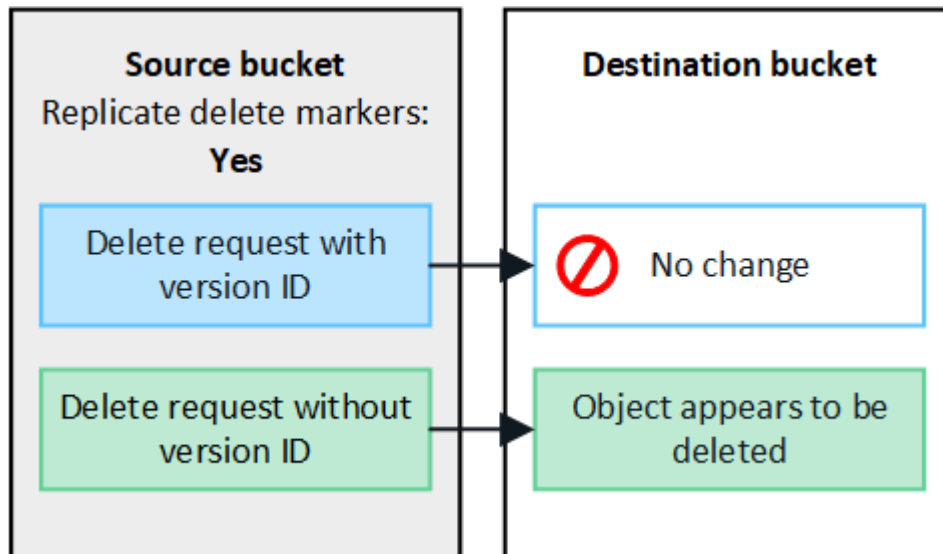 Source bucket
Replicate delete markers:
Yes
Delete request with
version ID
Delete request without
version ID
Destination bucket
No change
Object appears to be
deleted